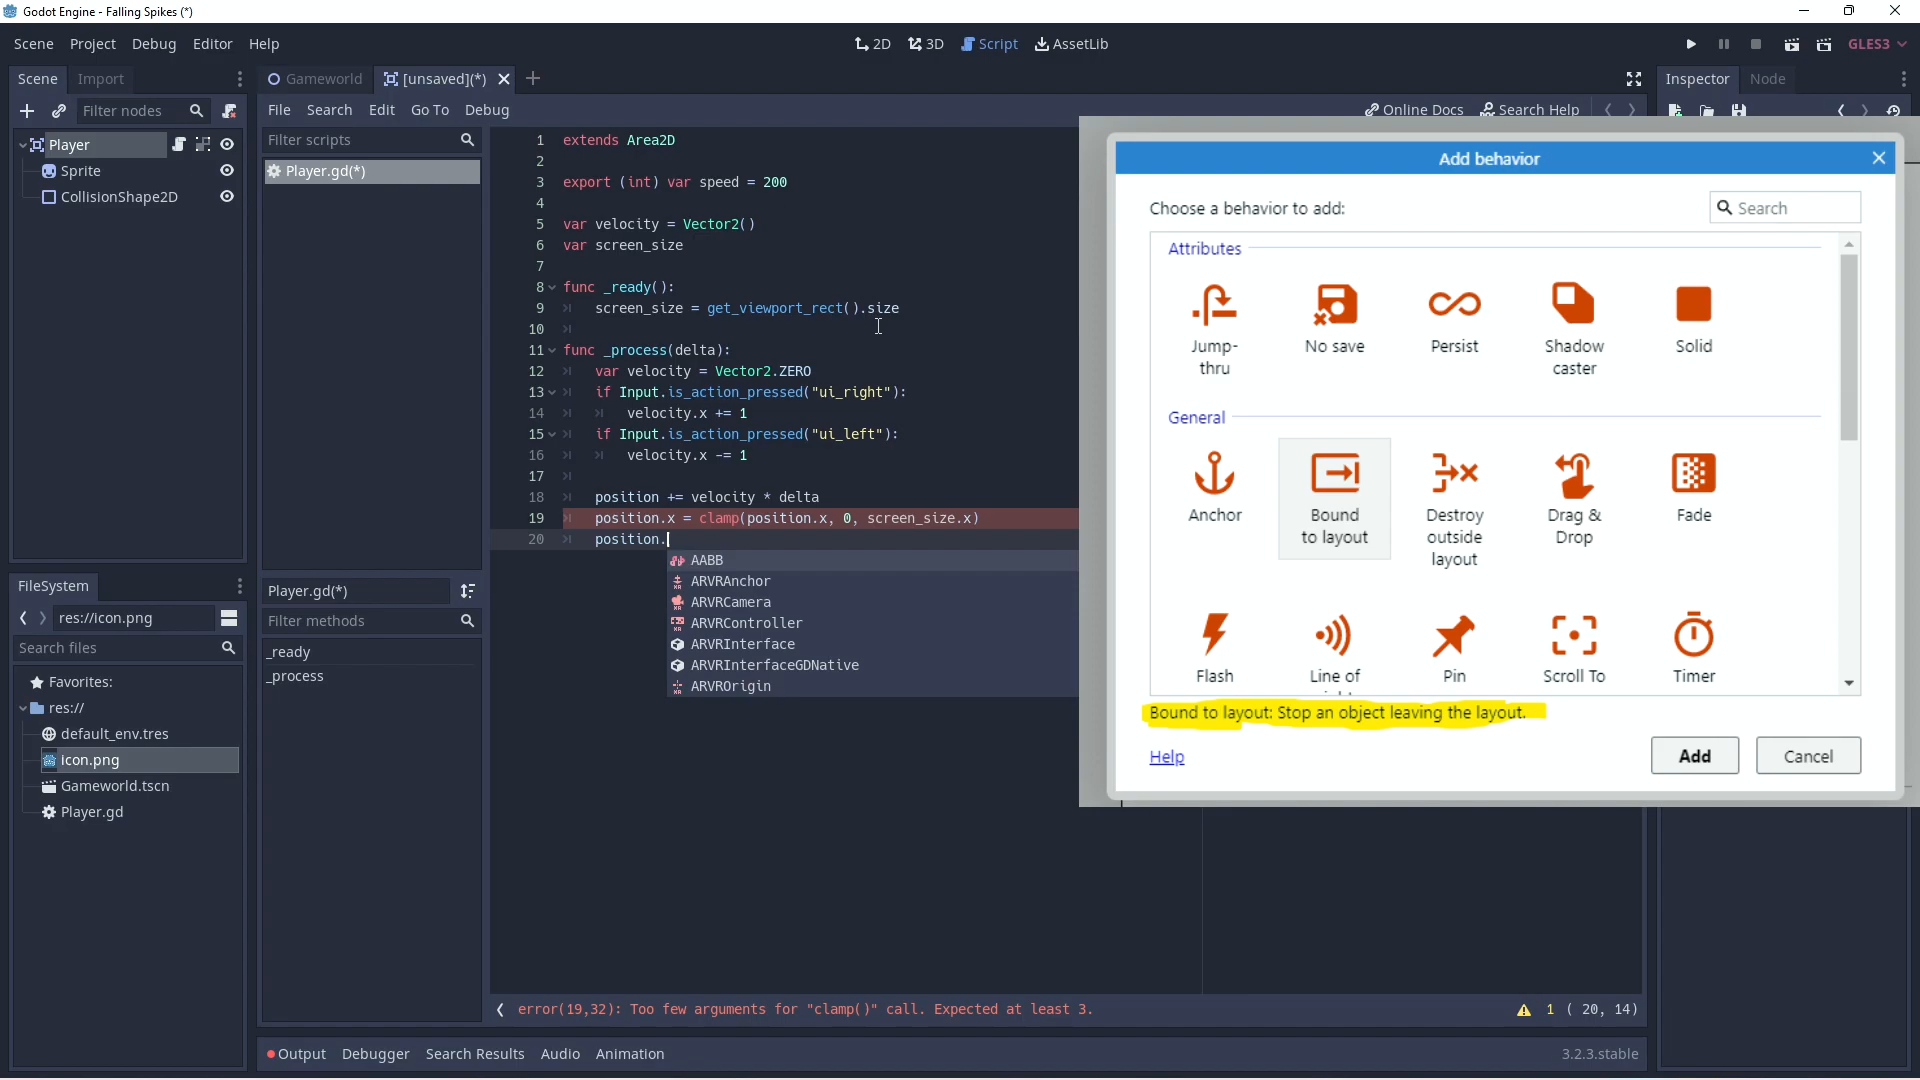 Godot Engine - Falling Spikes (*)
Scene Project Debug Editor Help
2D 3D Script AssetLib
GLES3
Scene Import
Gameworld [unsaved](*)
Inspector Node
Filter nodes
File Search Edit Go To Debug
Online Docs Search Help
Player
Sprite
CollisionShape2D
Filter scripts
Player.gd(*)
1 extends Area2D
2
3 export (int) var speed = 200
4
5 var velocity = Vector2()
6 var screen_size
7
8 func _ready():
9 screen_size = get_viewport_rect().size
10
11 func _process(delta):
12 var velocity = Vector2.ZERO
13 if Input.is_action_pressed("ui_right"):
14 velocity.x += 1
15 if Input.is_action_pressed("ui_left"):
16 velocity.x -= 1
17
18 position += velocity * delta
19 position.x = clamp(position.x, 0, screen_size.x)
20 position.
AABB
ARVRAnchor
ARVRCamera
ARVRController
ARVRInterface
ARVRInterfaceGDNative
ARVROrigin
Add behavior
Choose a behavior to add:
Search
Attributes
Jump-thru
No save
Persist
Shadow caster
Solid
General
Anchor
Bound to layout
Destroy outside layout
Drag & Drop
Fade
Flash
Line of
Pin
Scroll To
Timer
Bound to layout: Stop an object leaving the layout.
Help
Add
Cancel
FileSystem
res://icon.png
Search files
Favorites:
res://
default_env.tres
icon.png
Gameworld.tscn
Player.gd
Player.gd(*)
Filter methods
_ready
_process
error(19,32): Too few arguments for "clamp()" call. Expected at least 3.
1 ( 20, 14)
Output Debugger Search Results Audio Animation
3.2.3.stable